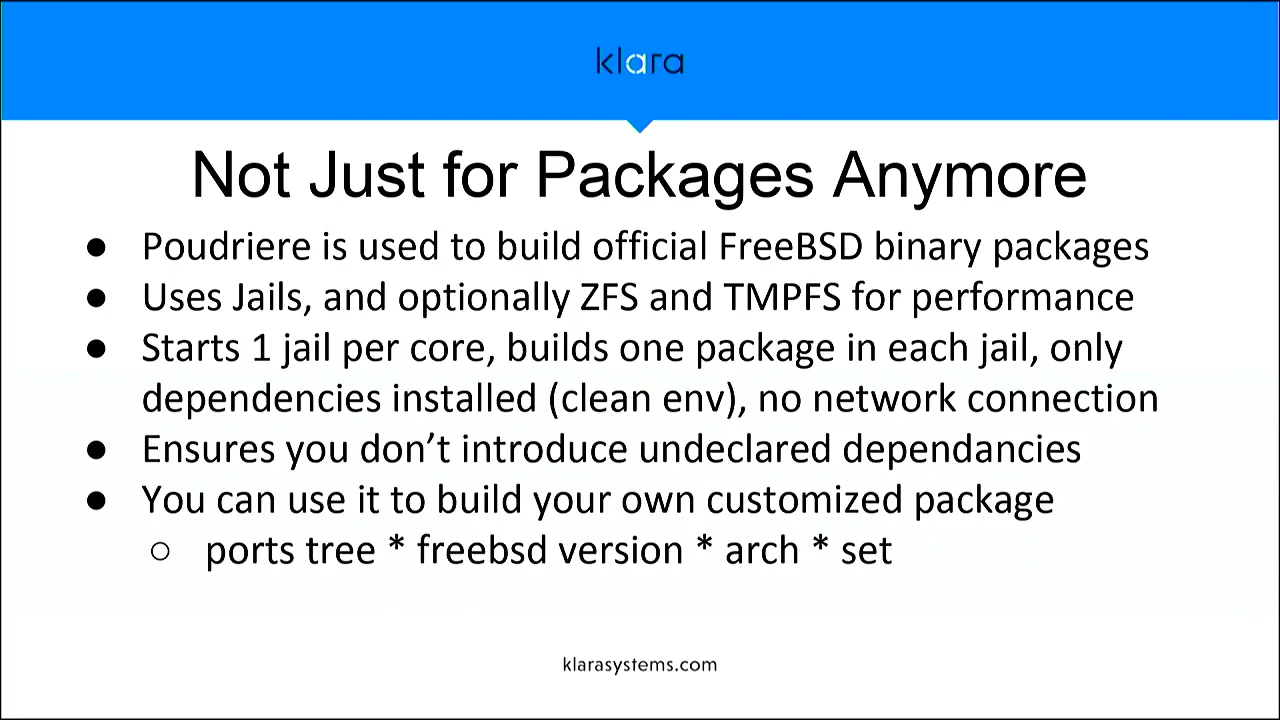 klara
Not Just for Packages Anymore
● Poudriere is used to build official FreeBSD binary packages
● Uses Jails, and optionally ZFS and TMPFS for performance
● Starts 1 jail per core, builds one package in each jail, only
dependencies installed (clean env), no network connection
● Ensures you don’t introduce undeclared dependancies
● You can use it to build your own customized package
○ ports tree * freebsd version * arch * set
klarasystems.com